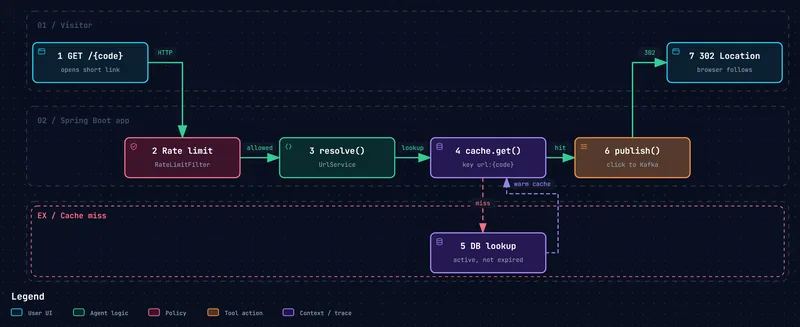 01 / Visitor
1 GET /{code}
opens short link
HTTP
302
7 302 Location
browser follows
02 / Spring Boot app
2 Rate limit
RateLimitFilter
allowed
3 resolve()
UrlService
lookup
4 cache.get()
key url:{code}
hit
6 publish()
click to Kafka
warm cache
miss
EX / Cache miss
5 DB lookup
active, not expired
Legend
User UI
Agent logic
Policy
Tool action
Context / trace